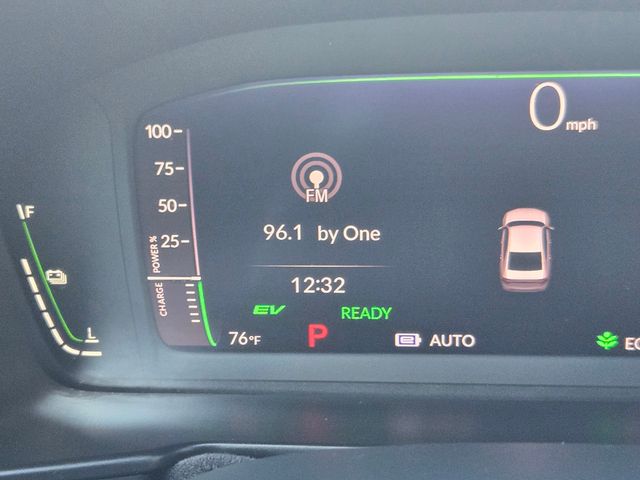 0 mph
100
75
50
25
POWER %
CHARGE
F
L
FM
96.1 by One
12:32
EV READY
76°F P AUTO